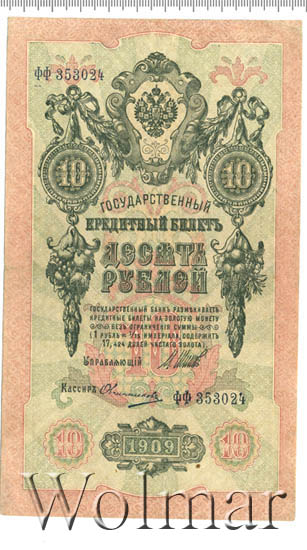 ФФ 353024
10 10
ГОСУДАРСТВЕННЫЙ
КРЕДИТНЫЙ БИЛЕТЪ
ДЕСЯТЬ
РУБЛЕЙ
ГОСУДАРСТВЕННЫЙ БАНКЪ РАЗМѢНИВАЕТЪ
КРЕДИТНЫЕ БИЛЕТЫ НА ЗОЛОТУЮ МОНЕТУ
БЕЗЪ ОГРАНИЧЕНІЯ СУММЫ
(1 РУБЛЬ = 1/15 ИМПЕРІАЛА, СОДЕРЖИТЪ
17,424 ДОЛЕЙ ЧИСТАГО ЗОЛОТА)
Управляющій
Кассиръ
ФФ 353024
10 1909 10
Wolmar